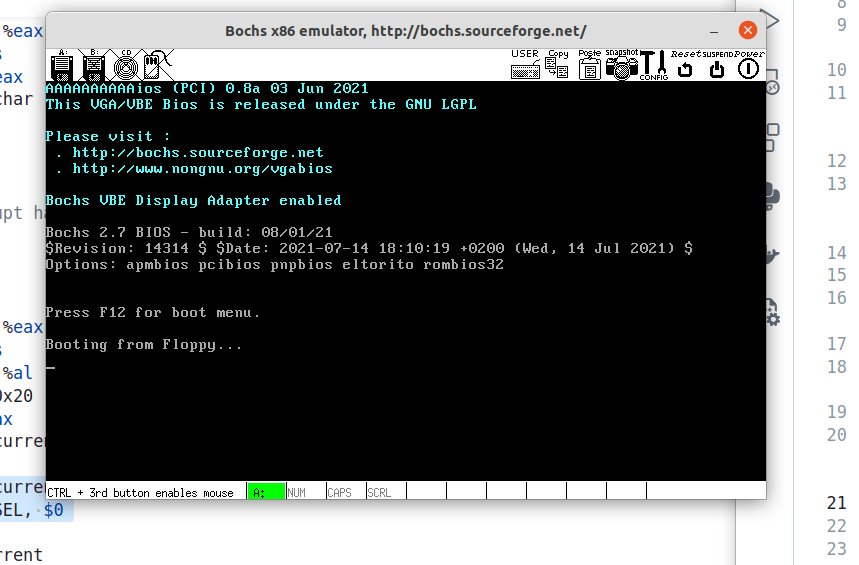 Bochs x86 emulator, http://bochs.sourceforge.net/
A: B: CD USER Copy Paste snapshot CONFIG Reset SUSPEND Power
AAAAAAAAAAios (PCI) 0.8a 03 Jun 2021
This VGA/VBE Bios is released under the GNU LGPL
Please visit :
. http://bochs.sourceforge.net
. http://www.nongnu.org/vgabios
Bochs VBE Display Adapter enabled
Bochs 2.7 BIOS - build: 08/01/21
$Revision: 14314 $ $Date: 2021-07-14 18:10:19 +0200 (Wed, 14 Jul 2021) $
Options: apmbios pcibios pnpbios eltorito rombios32
Press F12 for boot menu.
Booting from Floppy...
_
CTRL + 3rd button enables mouse A: NUM CAPS SCRL
%eax
s
eax
char
upt ha
%eax
s
%al
0x20
ax
curren
curren
SEL, $0
rrent
8
9
10
11
12
13
14
15
16
17
18
19
20
21
22
23